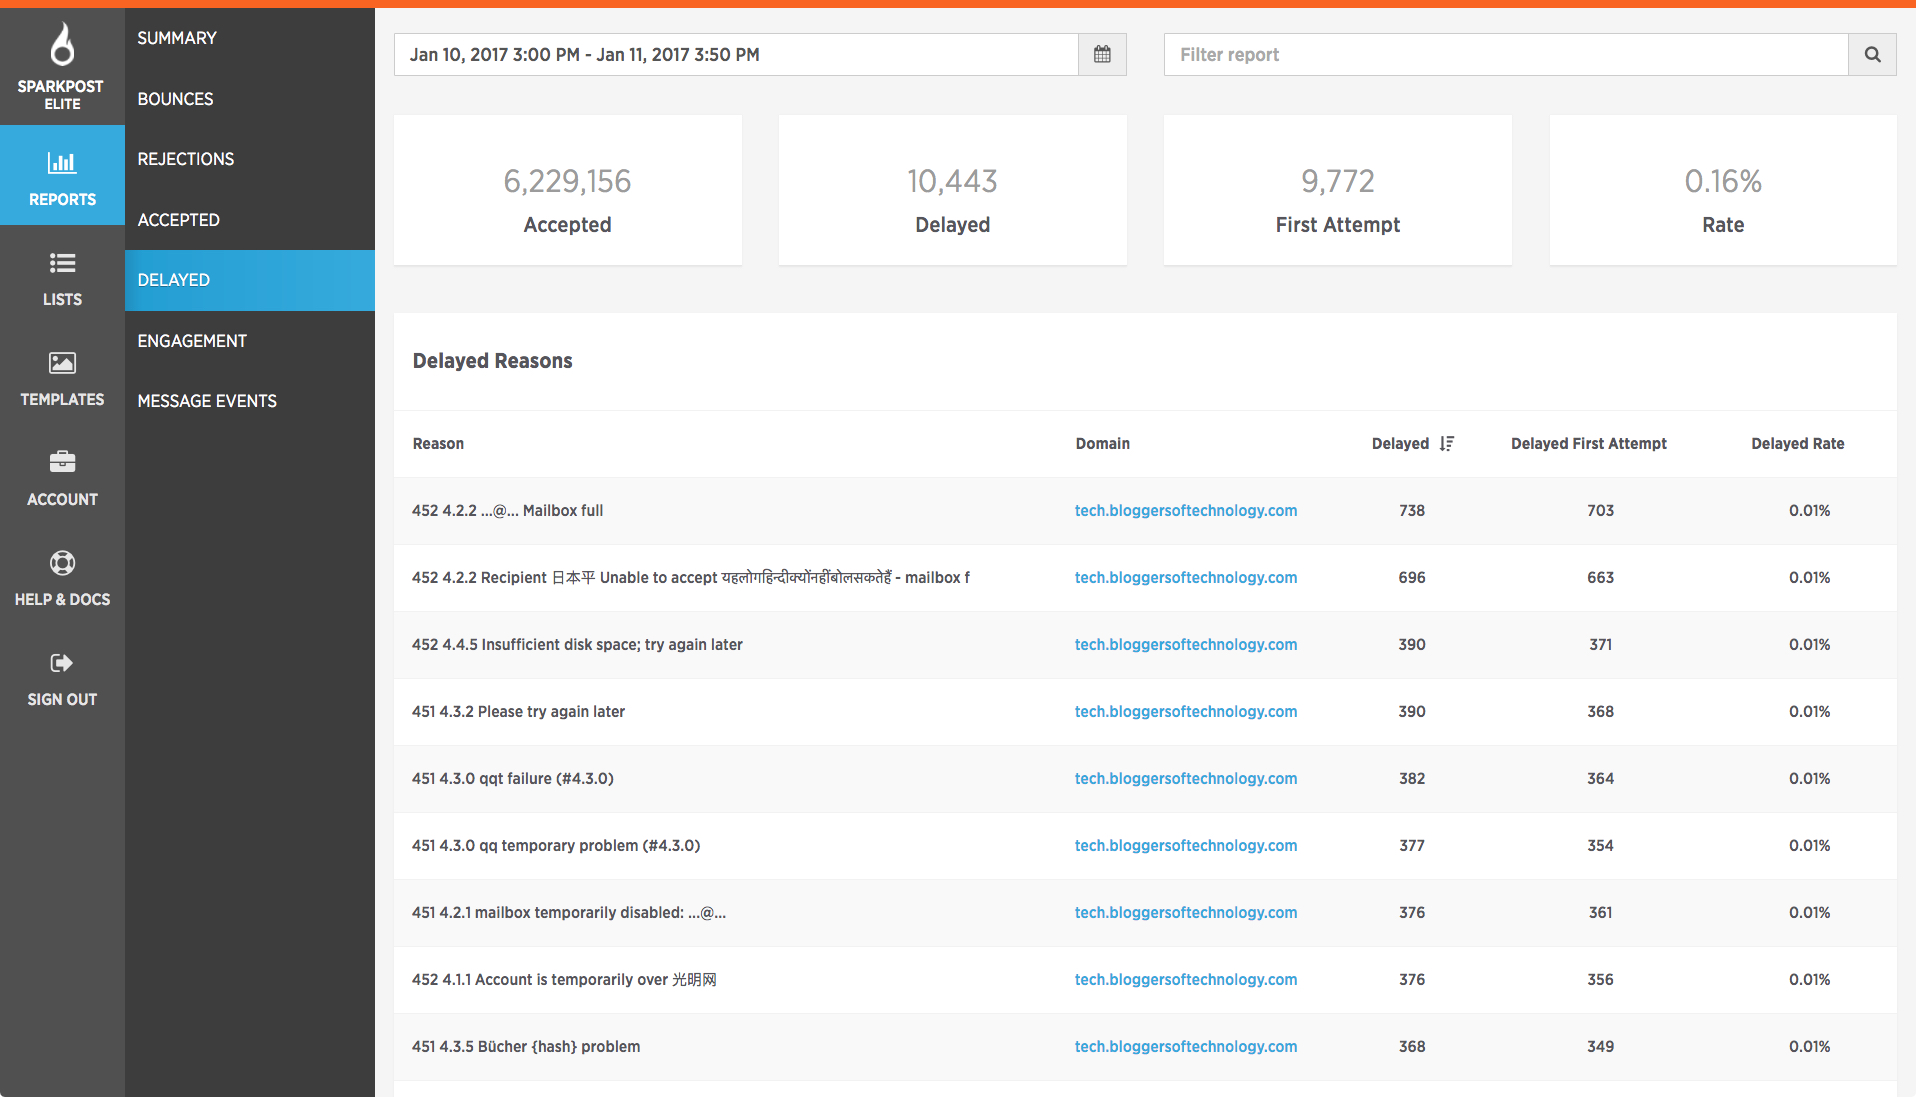 SPARKPOST
ELITE
REPORTS
LISTS
TEMPLATES
ACCOUNT
HELP & DOCS
SIGN OUT
SUMMARY
BOUNCES
REJECTIONS
ACCEPTED
DELAYED
ENGAGEMENT
MESSAGE EVENTS
Jan 10, 2017 3:00 PM - Jan 11, 2017 3:50 PM
Filter report
6,229,156
Accepted
10,443
Delayed
9,772
First Attempt
0.16%
Rate
Delayed Reasons
Reason Domain Delayed Delayed First Attempt Delayed Rate
452 4.2.2 ...@... Mailbox full tech.bloggersoftechnology.com 738 703 0.01%
452 4.2.2 Recipient 日本平 Unable to accept यहलोगहिन्दीक्योंनहींबोलसकतेहैं - mailbox f tech.bloggersoftechnology.com 696 663 0.01%
452 4.4.5 Insufficient disk space; try again later tech.bloggersoftechnology.com 390 371 0.01%
451 4.3.2 Please try again later tech.bloggersoftechnology.com 390 368 0.01%
451 4.3.0 qqt failure (#4.3.0) tech.bloggersoftechnology.com 382 364 0.01%
451 4.3.0 qq temporary problem (#4.3.0) tech.bloggersoftechnology.com 377 354 0.01%
451 4.2.1 mailbox temporarily disabled: ...@... tech.bloggersoftechnology.com 376 361 0.01%
452 4.1.1 Account is temporarily over 光明网 tech.bloggersoftechnology.com 376 356 0.01%
451 4.3.5 Bücher {hash} problem tech.bloggersoftechnology.com 368 349 0.01%